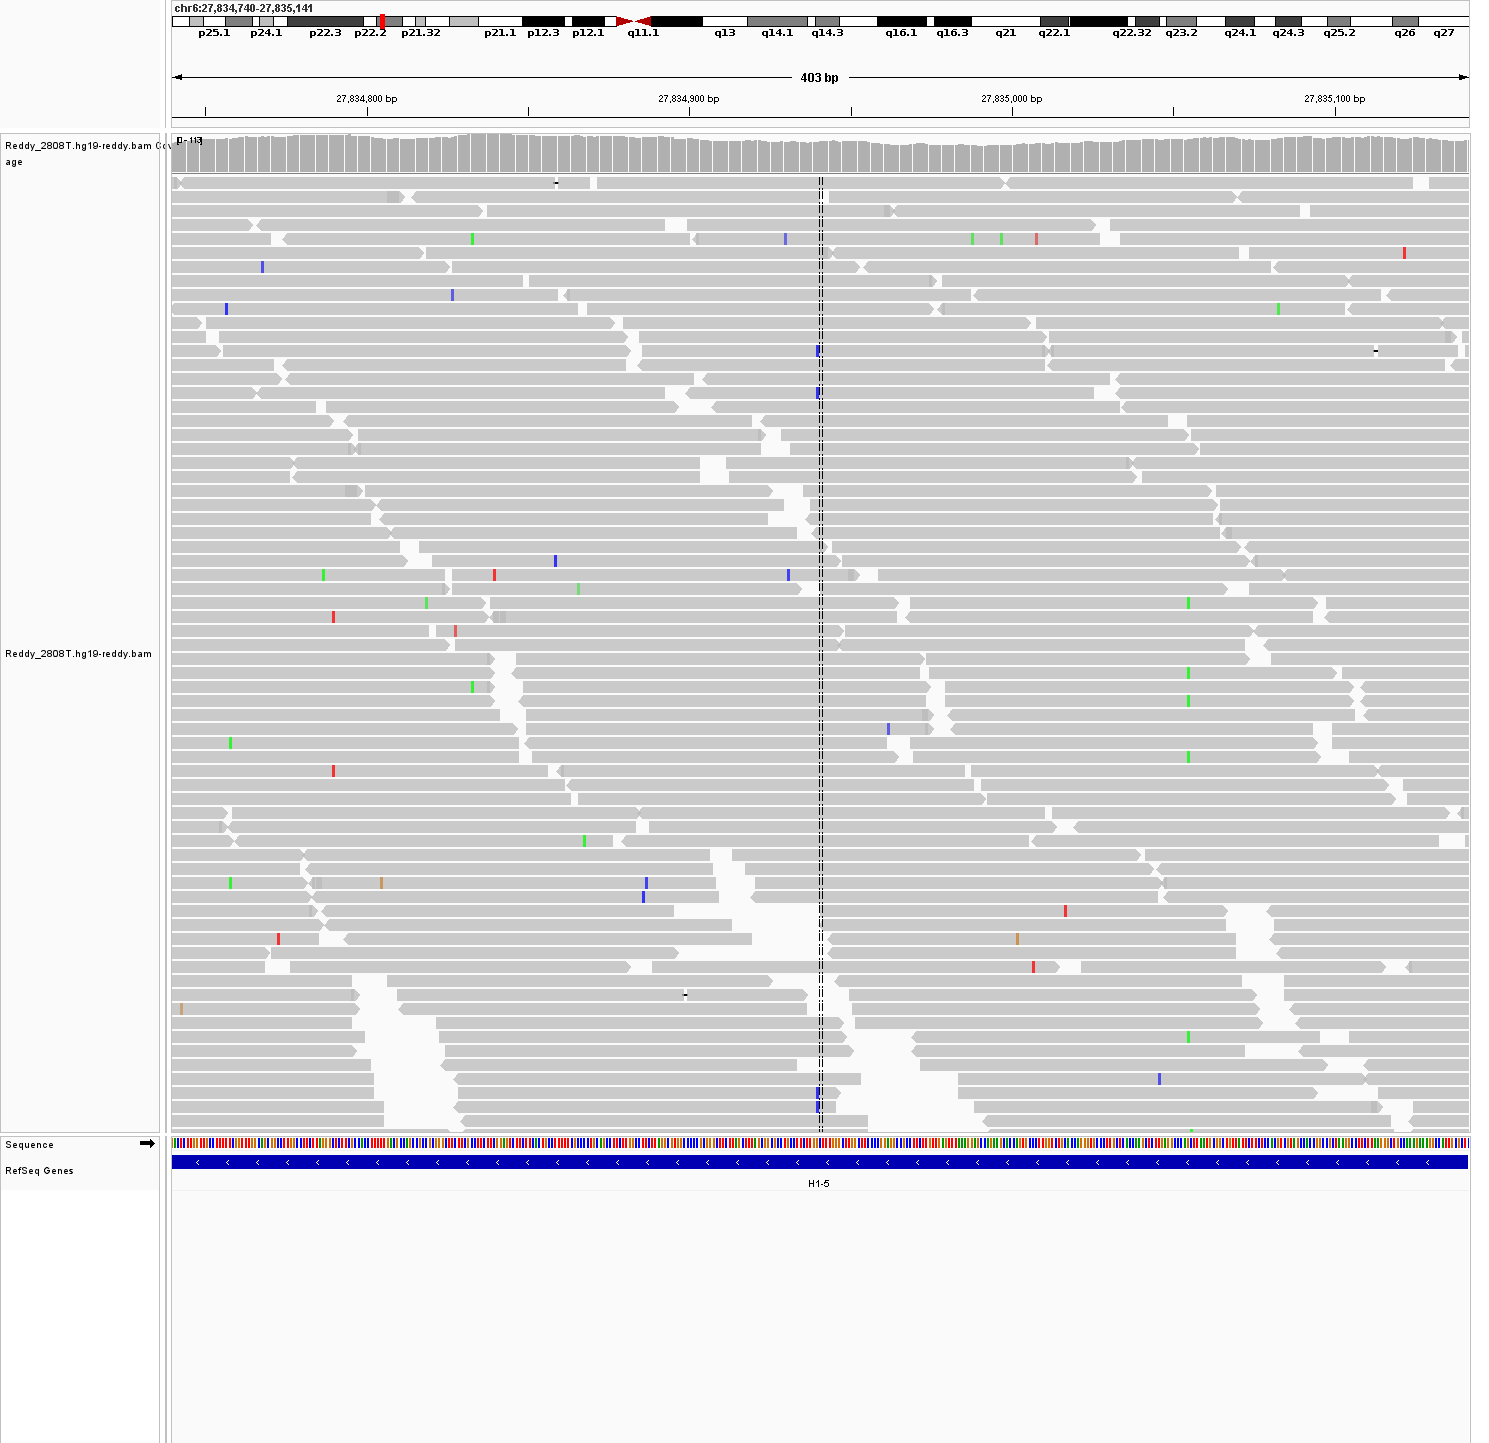 chr6:27,834,740-27,835,141
p25.1 p24.1 p22.3 p22.2 p21.32 p21.1 p12.3 p12.1 q11.1 q13 q14.1 q14.3 q16.1 q16.3 q21 q22.1 q22.32 q23.2 q24.1 q24.3 q25.2 q26 q27
403 bp
27,834,800 bp 27,834,900 bp 27,835,000 bp 27,835,100 bp
[0 - 113]
Reddy_2808T.hg19-reddy.bam Cov
age
Reddy_2808T.hg19-reddy.bam
Sequence
RefSeq Genes
H1-5